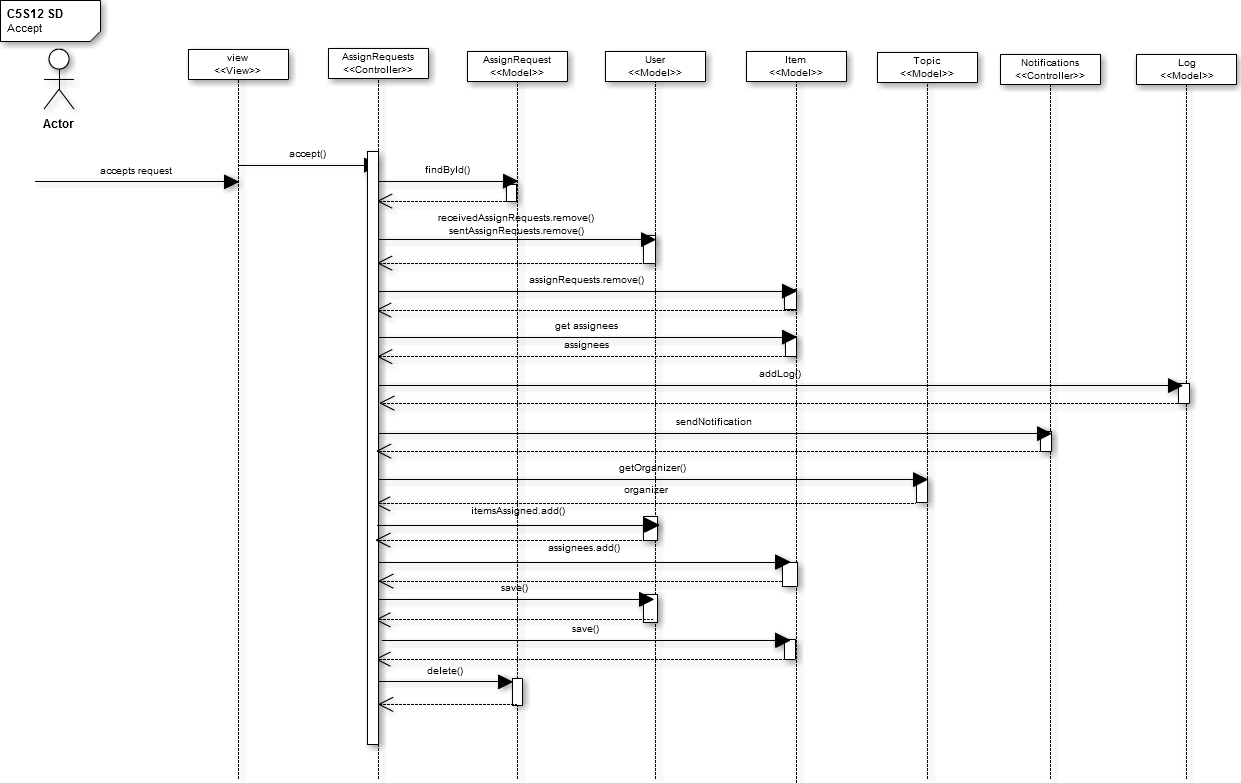 C5S12 SD
Accept
Actor
view
<<View>>
AssignRequests
<<Controller>>
AssignRequest
<<Model>>
User
<<Model>>
Item
<<Model>>
Topic
<<Model>>
Notifications
<<Controller>>
Log
<<Model>>
accept()
accepts request
findById()
receivedAssignRequests.remove()
sentAssignRequests.remove()
assignRequests.remove()
get assignees
assignees
addLog()
sendNotification
getOrganizer()
organizer
itemsAssigned.add()
assignees.add()
save()
save()
delete()